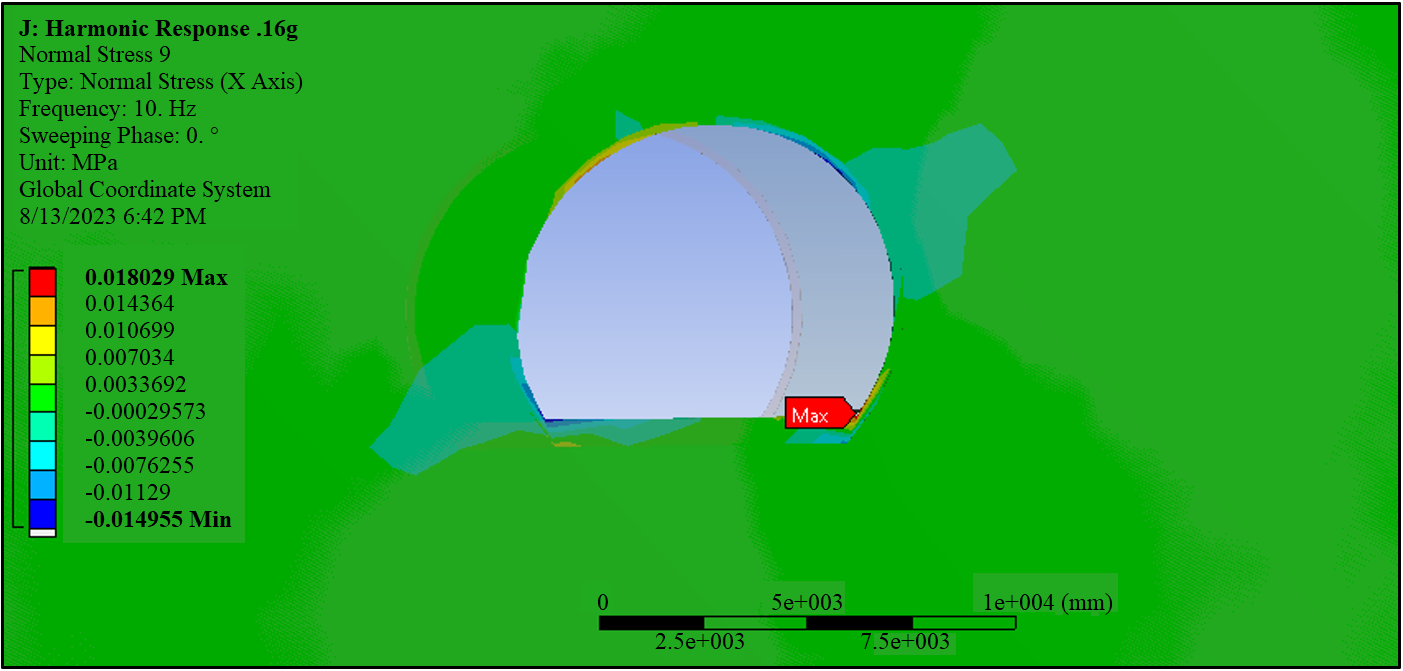 J: Harmonic Response .16g
Normal Stress 9
Type: Normal Stress (X Axis)
Frequency: 10. Hz
Sweeping Phase: 0. °
Unit: MPa
Global Coordinate System
8/13/2023 6:42 PM
0.018029 Max
0.014364
0.010699
0.007034
0.0033692
-0.00029573
-0.0039606
-0.0076255
-0.01129
-0.014955 Min
Max
0 5e+003 1e+004 (mm)
2.5e+003 7.5e+003